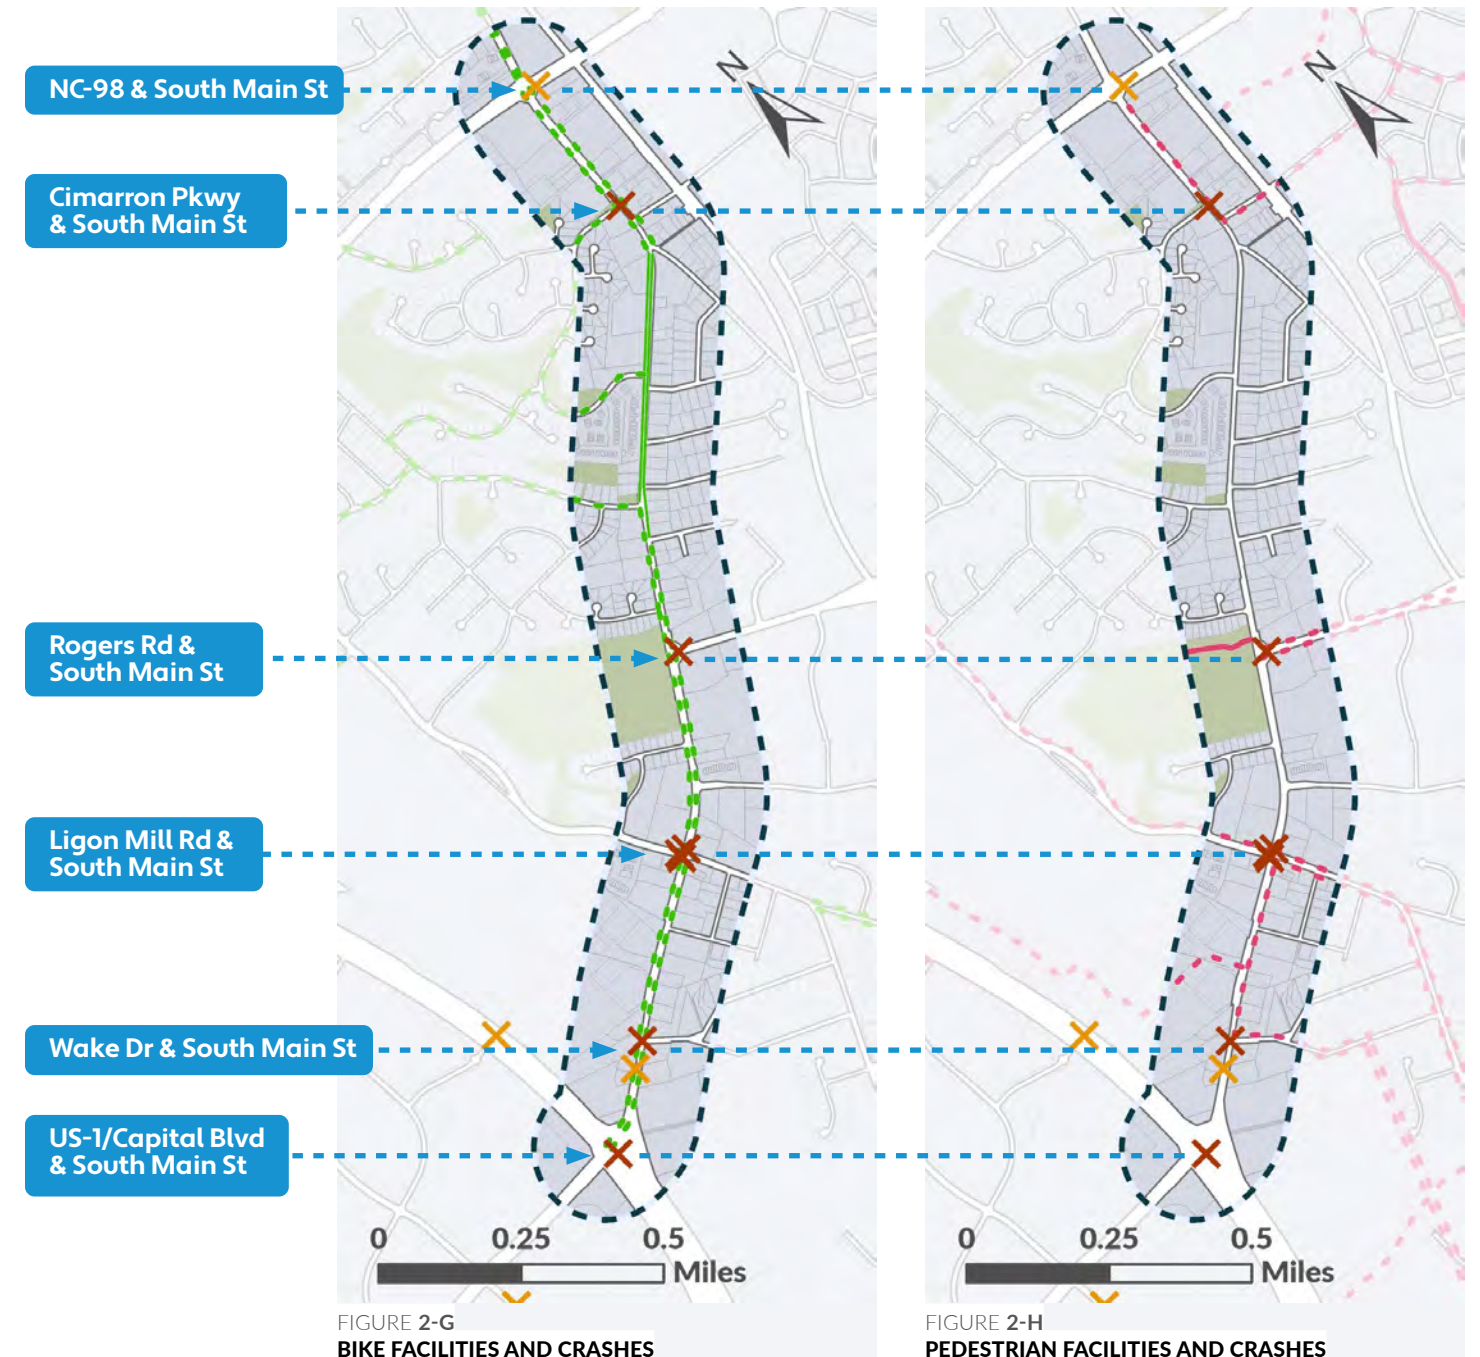 NC-98 & South Main St
Cimarron Pkwy
& South Main St
Rogers Rd &
South Main St
Ligon Mill Rd &
South Main St
Wake Dr & South Main St
US-1/Capital Blvd
& South Main St
N
0 0.25 0.5
Miles
FIGURE 2-G
BIKE FACILITIES AND CRASHES
N
0 0.25 0.5
Miles
FIGURE 2-H
PEDESTRIAN FACILITIES AND CRASHES